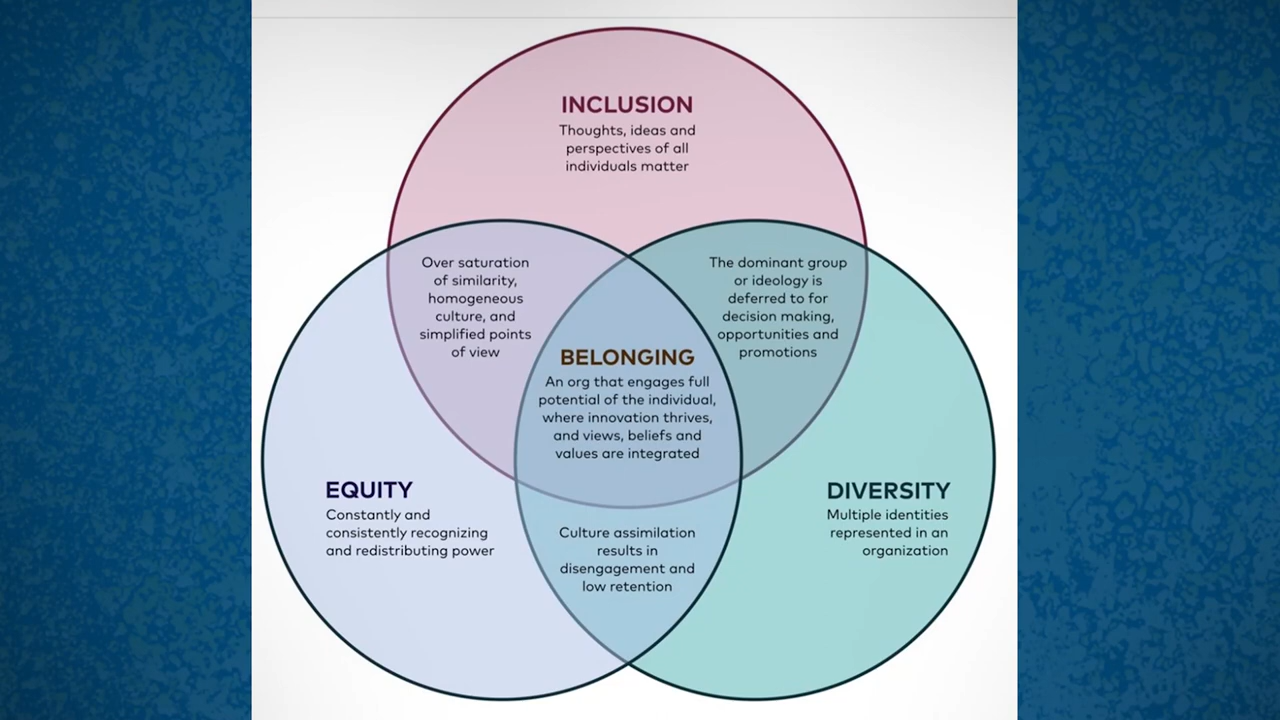 INCLUSION
Thoughts, ideas and
perspectives of all
individuals matter
Over saturation
of similarity,
homogeneous
culture, and
simplified points
of view
The dominant group
or ideology is
deferred to for
decision making,
opportunities and
promotions
BELONGING
An org that engages full
potential of the individual,
where innovation thrives,
and views, beliefs and
values are integrated
EQUITY
Constantly and
consistently recognizing
and redistributing power
DIVERSITY
Multiple identities
represented in an
organization
Culture assimilation
results in
disengagement and
low retention